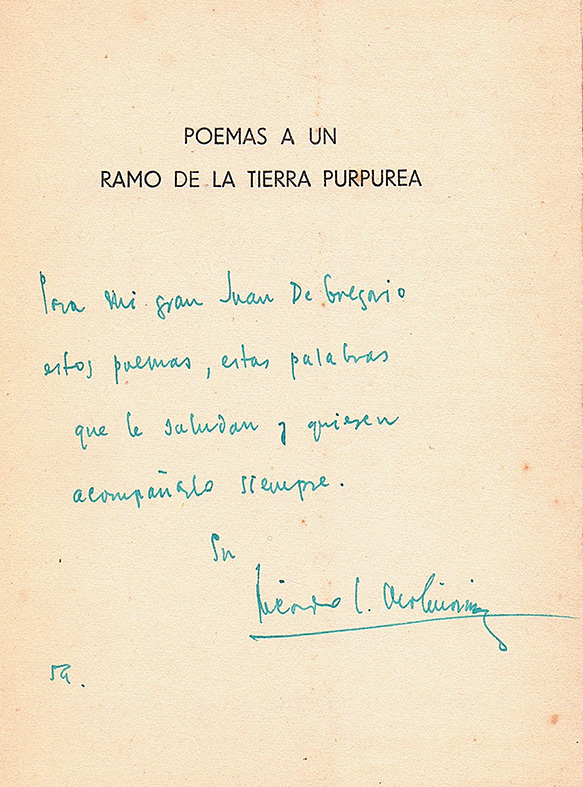 POEMAS A UN
RAMO DE LA TIERRA PURPUREA
Para mi gran Juan De Gregorio
estos poemas, estas palabras
que le saludan y quieren
acompañarlo siempre.
Su
Ricardo L.
59.